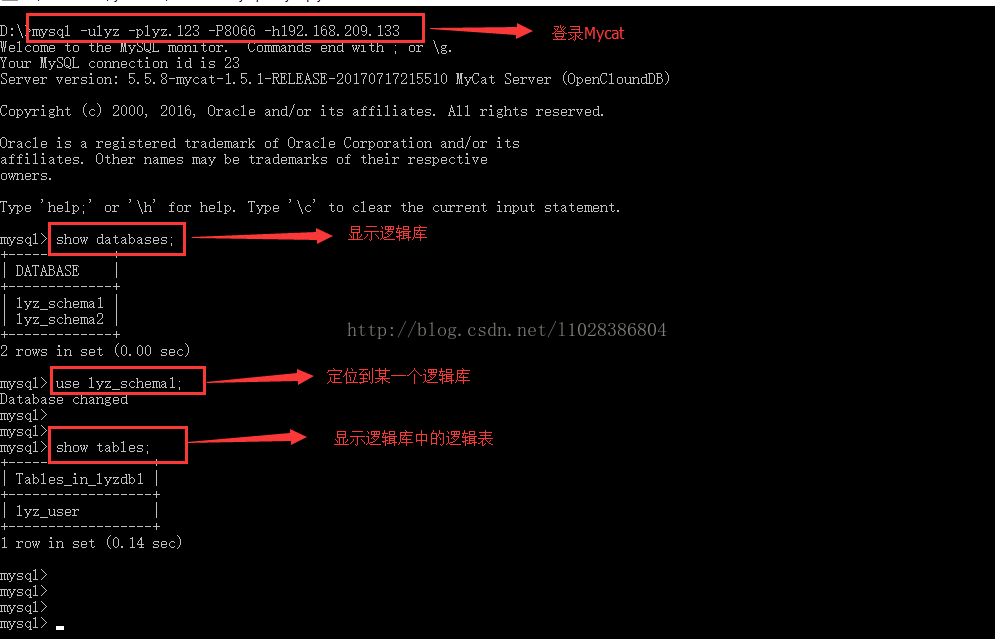 D:\>mysql -ulyz -plyz.123 -P8066 -h192.168.209.133 登录Mycat
Welcome to the MySQL monitor.  Commands end with ; or \g.
Your MySQL connection id is 23
Server version: 5.5.8-mycat-1.5.1-RELEASE-20170717215510 MyCat Server (OpenCloundDB)
Copyright (c) 2000, 2016, Oracle and/or its affiliates. All rights reserved.
Oracle is a registered trademark of Oracle Corporation and/or its
affiliates. Other names may be trademarks of their respective
owners.
Type 'help;' or '\h' for help. Type '\c' to clear the current input statement.
mysql> show databases; 显示逻辑库
+-------------+
| DATABASE    |
+-------------+
| lyz_schema1 |
| lyz_schema2 |
+-------------+
http://blog.csdn.net/l1028386804
2 rows in set (0.00 sec)
mysql> use lyz_schema1; 定位到某一个逻辑库
Database changed
mysql>
mysql>
mysql> show tables; 显示逻辑库中的逻辑表
+------------------+
| Tables_in_lyzdb1 |
+------------------+
| lyz_user         |
+------------------+
1 row in set (0.14 sec)
mysql>
mysql>
mysql>
mysql> _